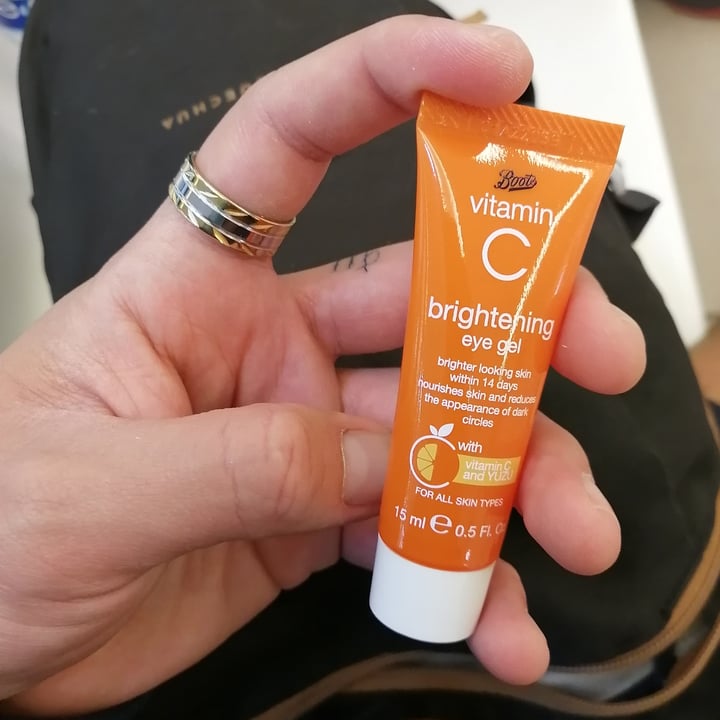 QUECHUA
Boots
vitamin
C
brightening
eye gel
brighter looking skin
within 14 days
nourishes skin and reduces
the appearance of dark
circles
with
vitamin C
and YUZU
FOR ALL SKIN TYPES
15 ml e 0.5 Fl.